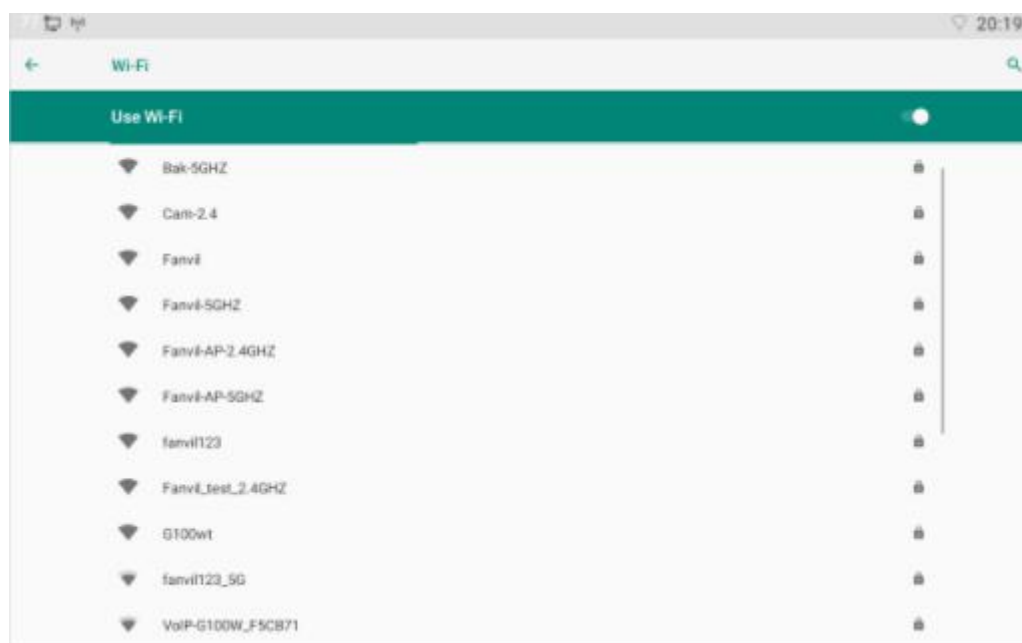 20:19
Wi-Fi
Use Wi-Fi
Bak-5GHZ
Cam-2.4
Fanvil
Fanvil-5GHZ
Fanvil-AP-2.4GHZ
Fanvil-AP-5GHZ
fanvil123
Fanvil_test_2.4GHZ
G100wt
fanvil123_5G
VoIP-G100W_F5CB71